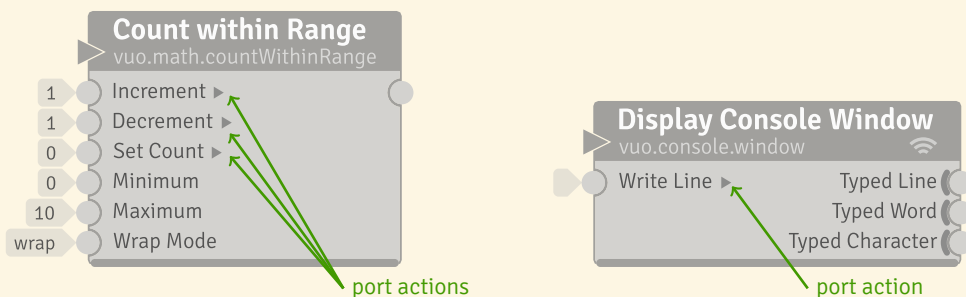 Count within Range
vuo.math.countWithinRange
1 Increment
1 Decrement
0 Set Count
0 Minimum
10 Maximum
wrap Wrap Mode
port actions
Display Console Window
vuo.console.window
Write Line Typed Line
Typed Word
Typed Character
port action